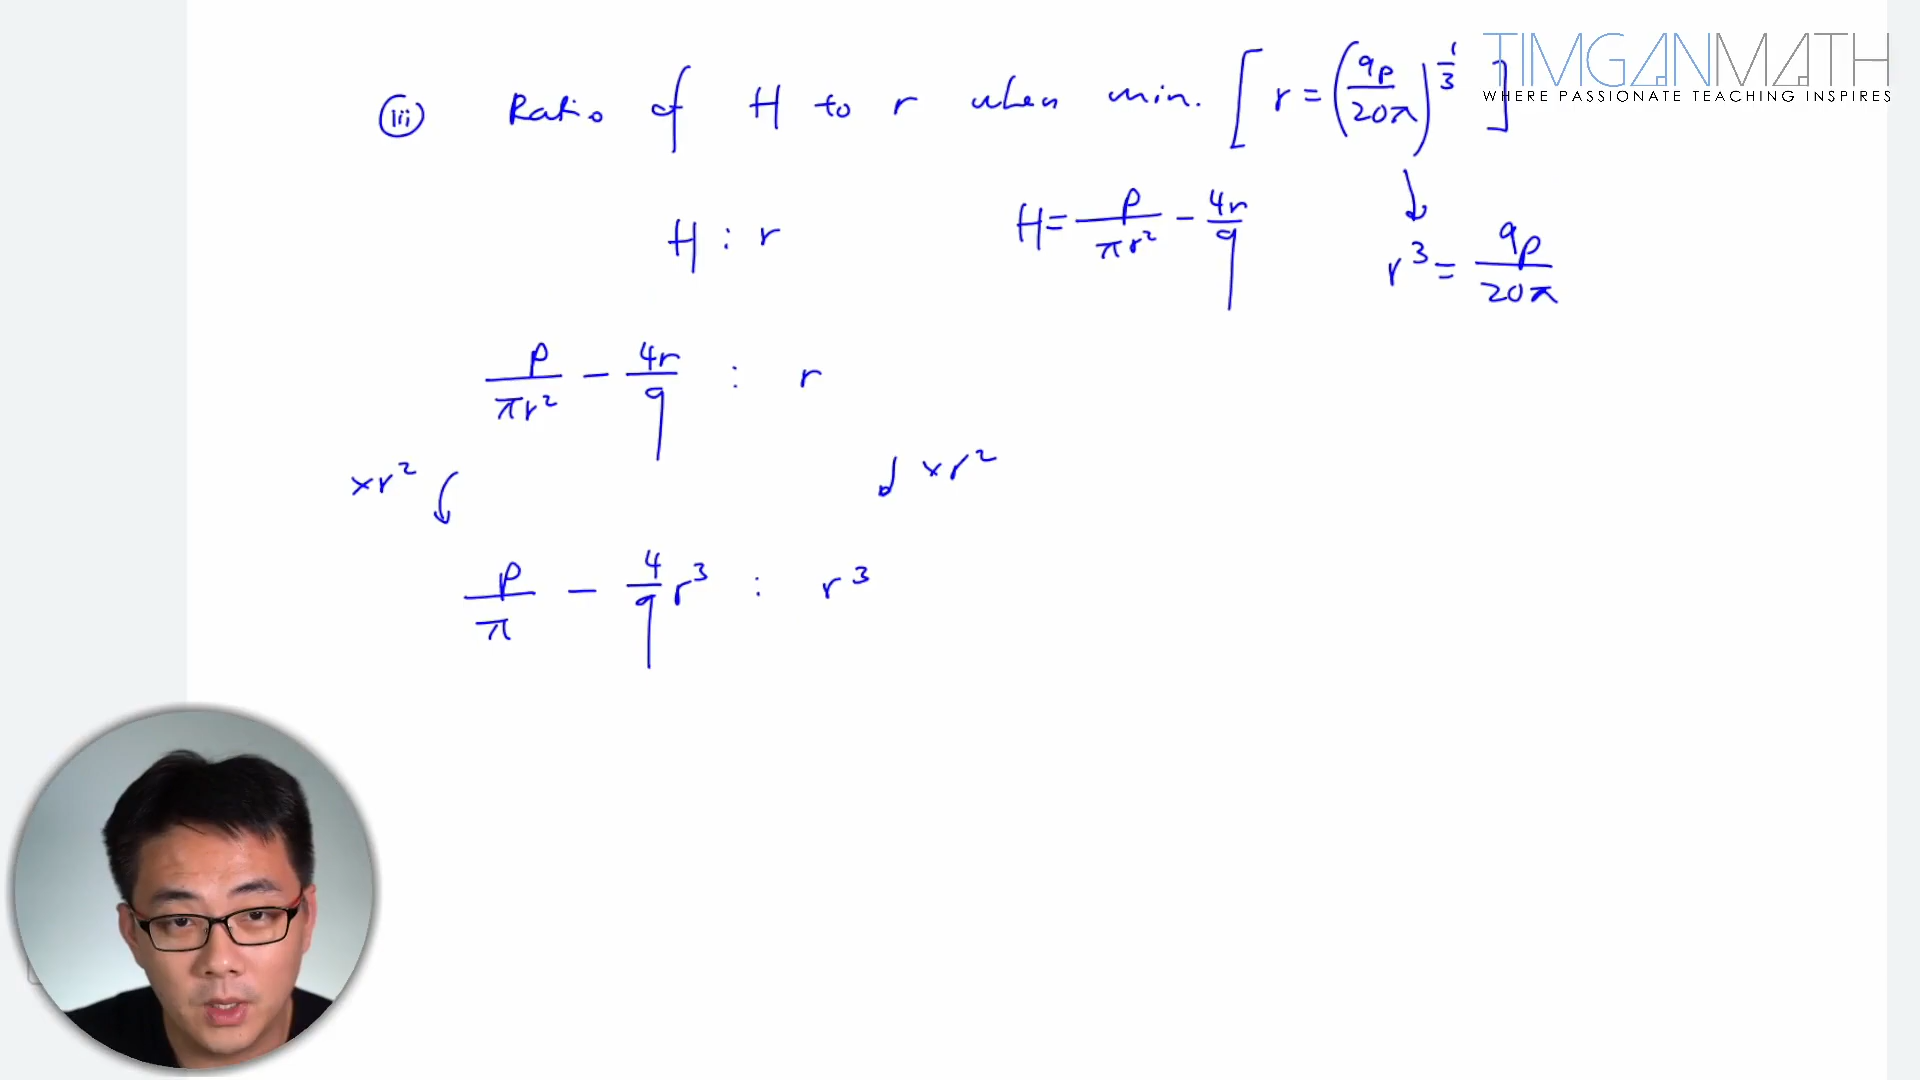 TIMGANMATH
WHERE PASSIONATE TEACHING INSPIRES
(iii) Ratio of H to r when min. [ r = (9p/20π)^(1/3) ]
H : r
H = p/(πr²) − 4r/9
r³ = 9p/20π
p/(πr²) − 4r/9 : r
×r²
×r²
p/π − 4/9 r³ : r³